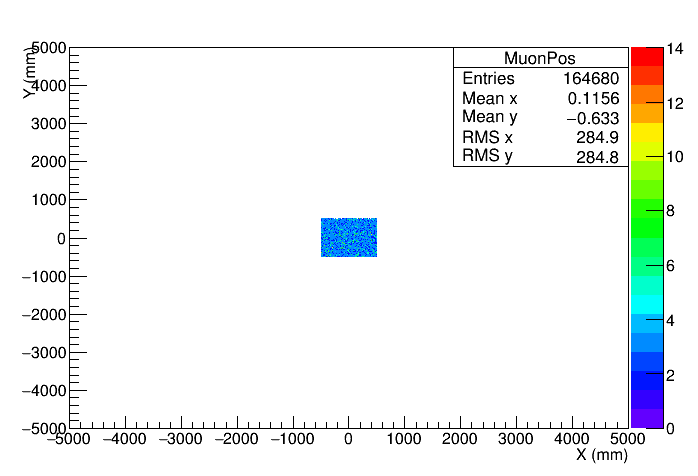 MuonPos
Entries 164680
Mean x 0.1156
Mean y −0.633
RMS x 284.9
RMS y 284.8
Y (mm)
5000
4000
3000
2000
1000
0
−1000
−2000
−3000
−4000
−5000
−5000 −4000 −3000 −2000 −1000 0 1000 2000 3000 4000 5000
X (mm)
14
12
10
8
6
4
2
0